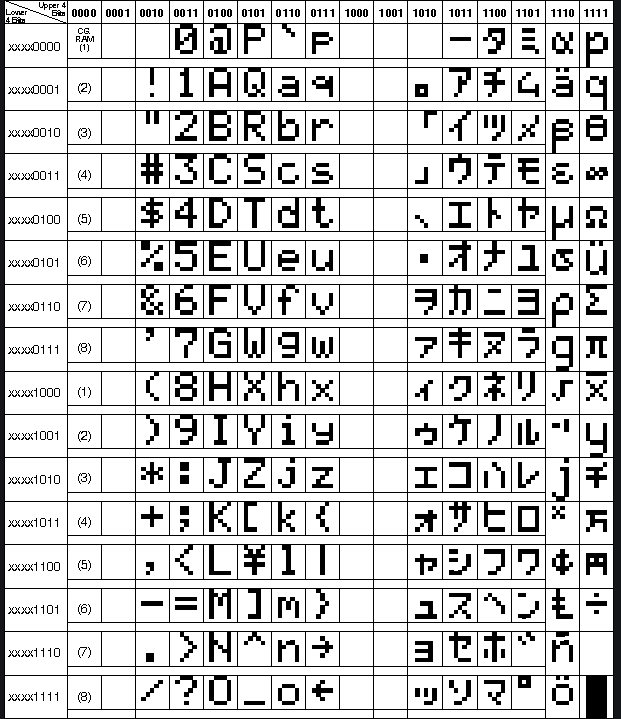 Upper 4 Bits Lower 4 Bits 0000 0001 0010 0011 0100 0101 0110 0111 1000 1001 1010 1011 1100 1101 1110 1111
xxxx0000 CG RAM (1) 0 @ P ` p ー タ ミ α p
xxxx0001 (2) ! 1 A Q a q 。 ア チ ム ä q
xxxx0010 (3) " 2 B R b r 「 イ ツ メ β θ
xxxx0011 (4) # 3 C S c s 」 ウ テ モ ε ∞
xxxx0100 (5) $ 4 D T d t 、 エ ト ヤ μ Ω
xxxx0101 (6) % 5 E U e u ・ オ ナ ユ σ ü
xxxx0110 (7) & 6 F V f v ヲ カ ニ ヨ ρ Σ
xxxx0111 (8) ' 7 G W g w ァ キ ヌ ラ g π
xxxx1000 (1) ( 8 H X h x ィ ク ネ リ √ x̄
xxxx1001 (2) ) 9 I Y i y ゥ ケ ノ ル ⁻¹ y
xxxx1010 (3) * : J Z j z ェ コ ハ レ j 千
xxxx1011 (4) + ; K [ k { ォ サ ヒ ロ ˣ 万
xxxx1100 (5) , < L ¥ l | ャ シ フ ワ ¢ 円
xxxx1101 (6) - = M ] m } ュ ス ヘ ン ₤ ÷
xxxx1110 (7) . > N ^ n → ョ セ ホ ゛ ñ
xxxx1111 (8) / ? O _ o ← ッ ソ マ ゜ ö █